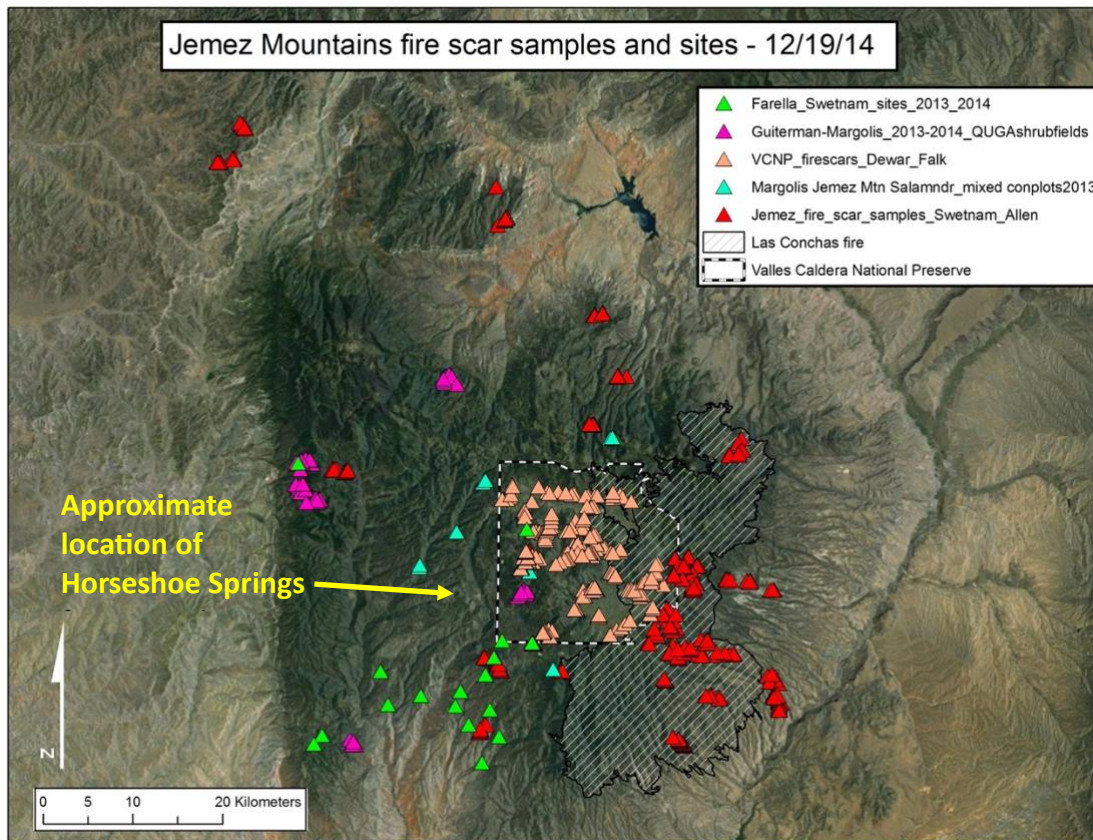 Jemez Mountains fire scar samples and sites - 12/19/14
Farella_Swetnam_sites_2013_2014
Guiterman-Margolis_2013-2014_QUGAshrubfields
VCNP_firescars_Dewar_Falk
Margolis Jemez Mtn Salamndr_mixed conplots2013
Jemez_fire_scar_samples_Swetnam_Allen
Las Conchas fire
Valles Caldera National Preserve
Approximate
location of
Horseshoe Springs
N
0 5 10 20 Kilometers